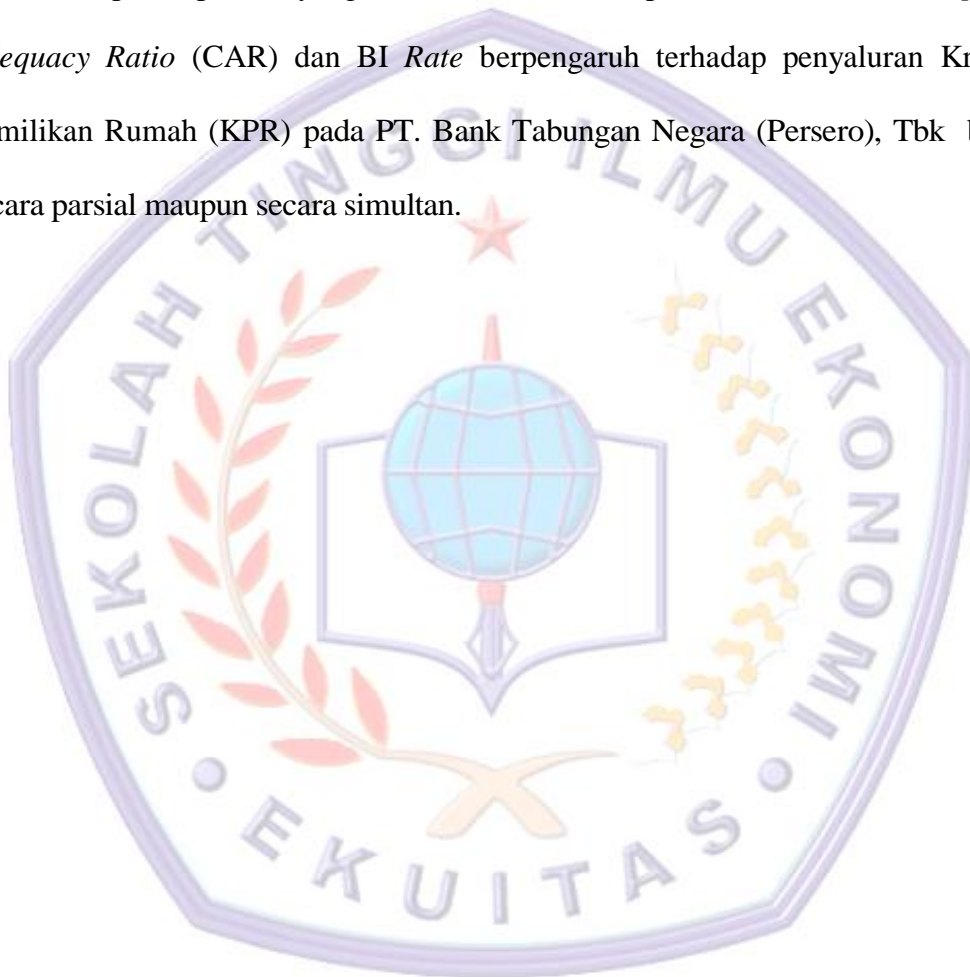 equacy Ratio (CAR) dan BI Rate berpengaruh terhadap penyaluran Kr
milikan Rumah (KPR) pada PT. Bank Tabungan Negara (Persero), Tbk b
cara parsial maupun secara simultan.
SEKOLAH TINGGI ILMU EKONOMI
• EKUITAS •